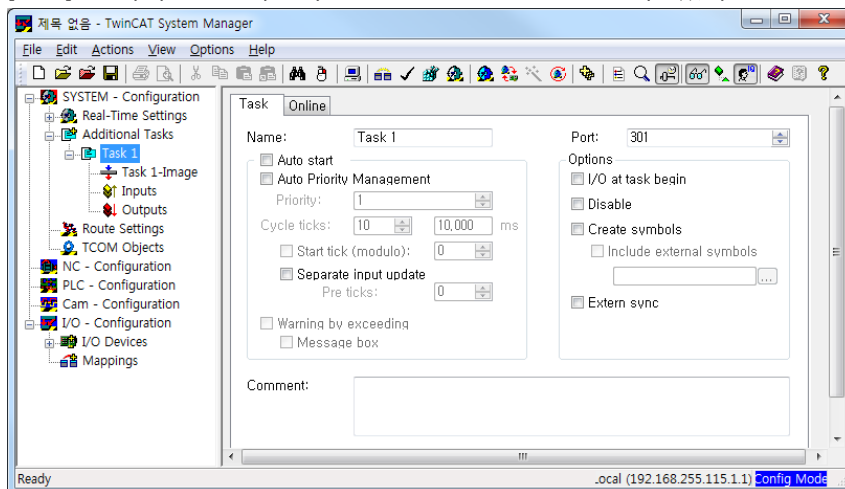 제목 없음 - TwinCAT System Manager
File Edit Actions View Options Help
SYSTEM - Configuration
Real-Time Settings
Additional Tasks
Task 1
Task 1-Image
Inputs
Outputs
Route Settings
TCOM Objects
NC - Configuration
PLC - Configuration
Cam - Configuration
I/O - Configuration
I/O Devices
Mappings
Task Online
Name: Task 1 Port: 301
Auto start
Auto Priority Management
Priority: 1
Cycle ticks: 10 10,000 ms
Start tick (modulo): 0
Separate input update
Pre ticks: 0
Warning by exceeding
Message box
Options
I/O at task begin
Disable
Create symbols
Include external symbols
...
Extern sync
Comment:
Ready .ocal (192.168.255.115.1.1) Config Mode